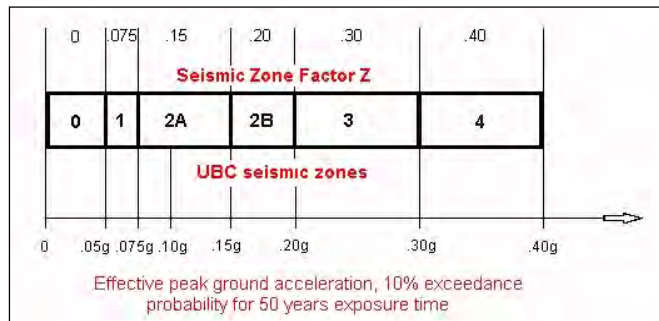 0 .075 .15 .20 .30 .40
Seismic Zone Factor Z
0 1 2A 2B 3 4
UBC seismic zones
0 .05g .075g .10g .15g .20g .30g .40g
Effective peak ground acceleration, 10% exceedance
probability for 50 years exposure time